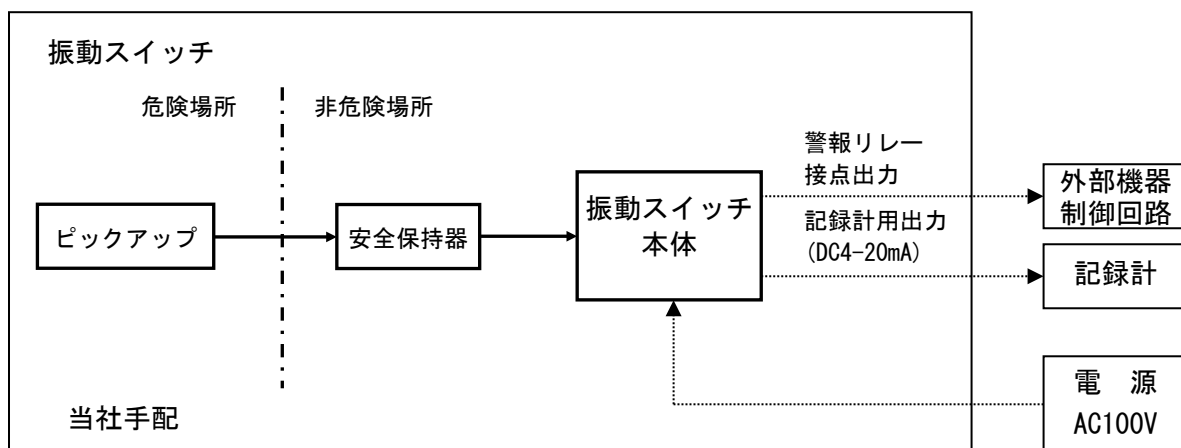 振動スイッチ
危険場所
非危険場所
ピックアップ
安全保持器
振動スイッチ
本体
警報リレー
接点出力
記録計用出力
(DC4-20mA)
外部機器
制御回路
記録計
電　源
AC100V
当社手配